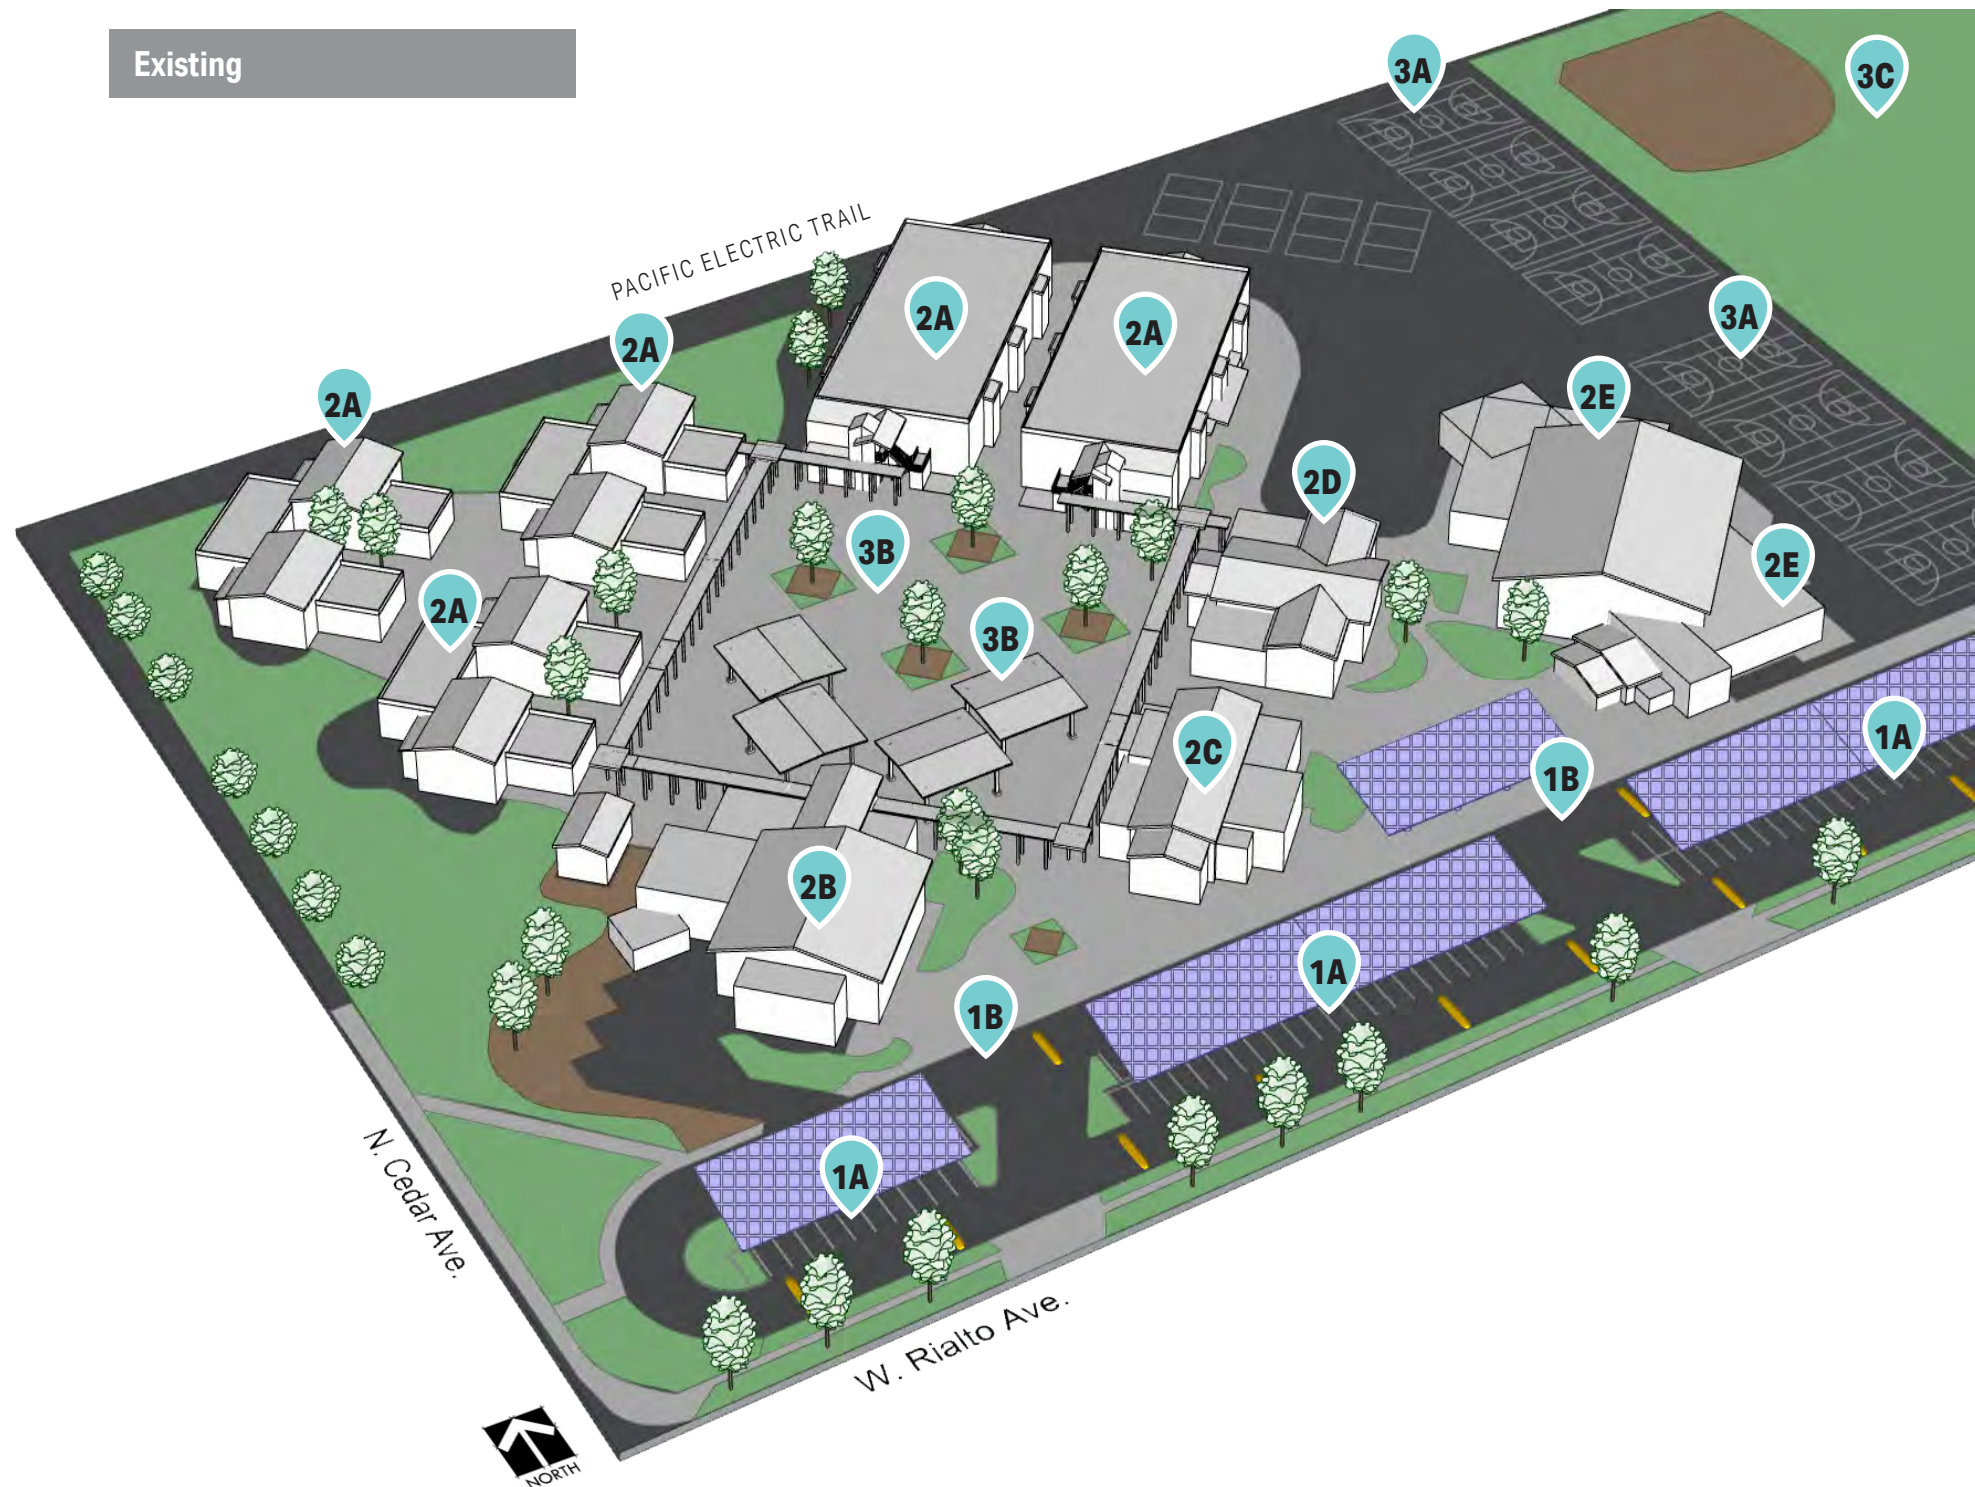 Existing
3A
3C
PACIFIC ELECTRIC TRAIL
2A
2A
3A
2A
2A
2E
2D
3B
2E
2A
3B
1A
2C
1B
2B
1A
1B
1A
N. Cedar Ave.
W. Rialto Ave.
NORTH